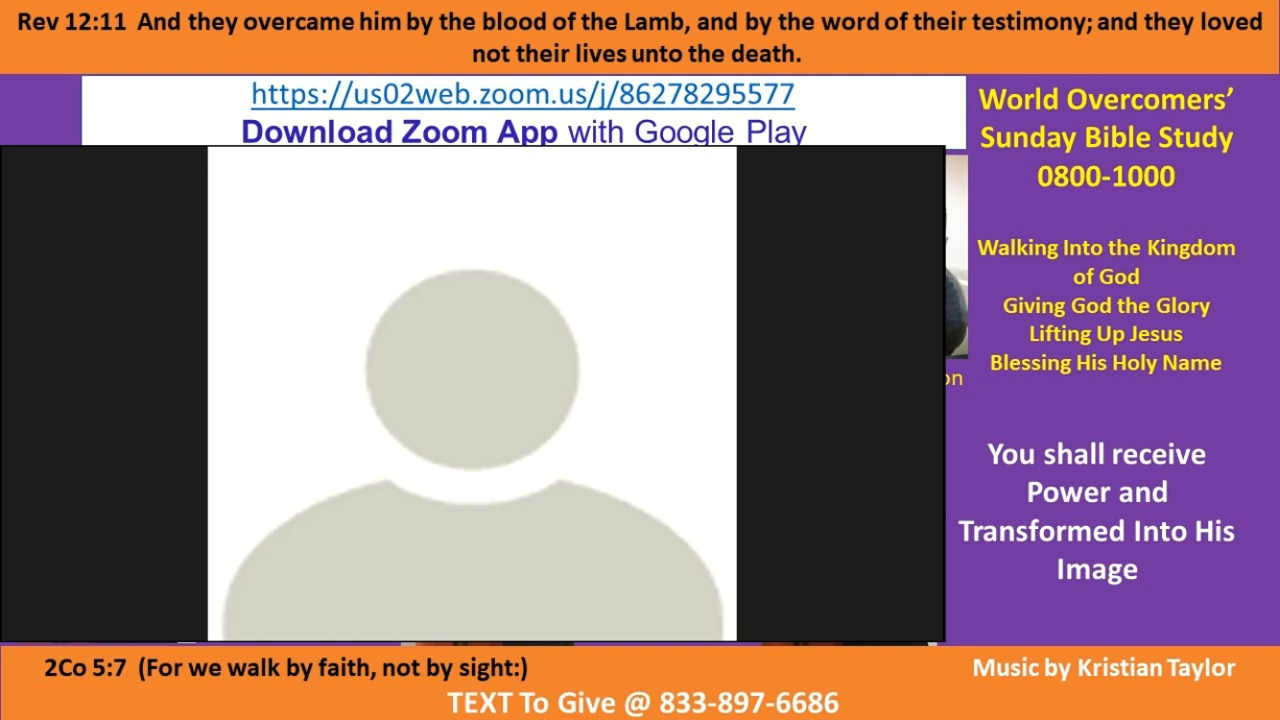 Rev 12:11 And they overcame him by the blood of the Lamb, and by the word of their testimony; and they loved
not their lives unto the death.
https://us02web.zoom.us/j/86278295577
Download Zoom App with Google Play
World Overcomers’
Sunday Bible Study
0800-1000
Walking Into the Kingdom
of God
Giving God the Glory
Lifting Up Jesus
Blessing His Holy Name
on
You shall receive
Power and
Transformed Into His
Image
2Co 5:7 (For we walk by faith, not by sight:)
Music by Kristian Taylor
TEXT To Give @ 833-897-6686